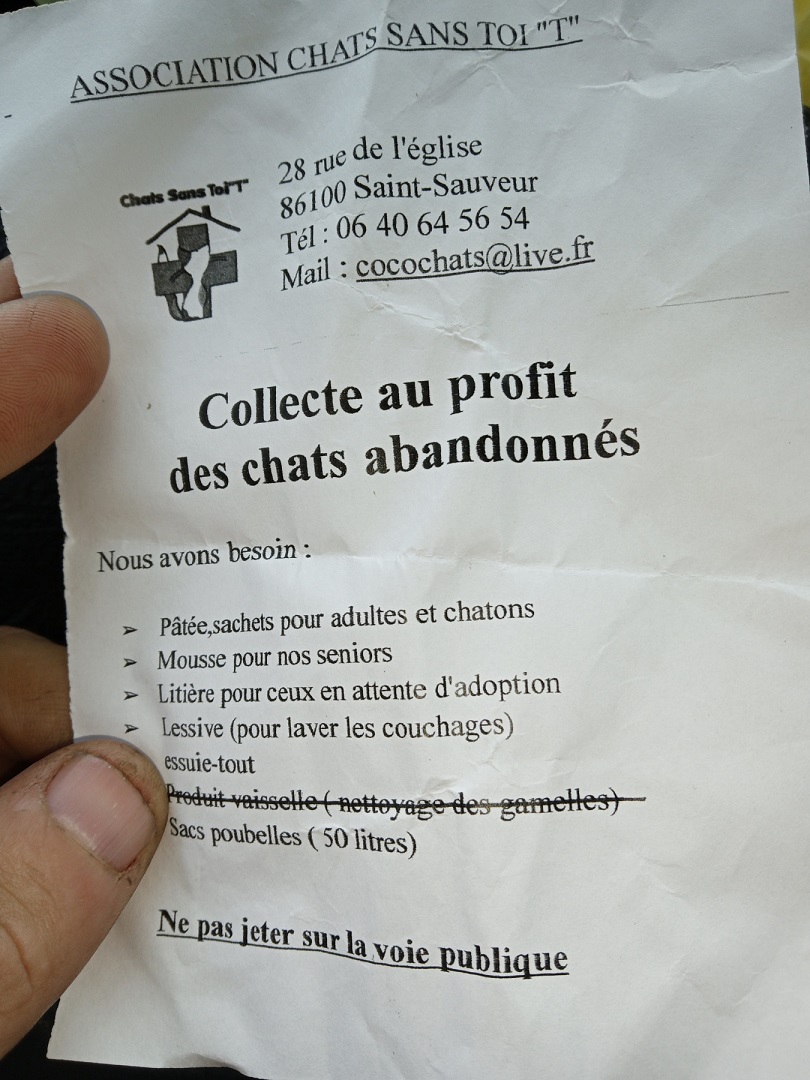 ASSOCIATION CHATS SANS TOI "T"
Chats Sans Toi"T"
28 rue de l'église
86100 Saint-Sauveur
Tél : 06 40 64 56 54
Mail : cocochats@live.fr
Collecte au profit
des chats abandonnés
Nous avons besoin :
➢ Pâtée,sachets pour adultes et chatons
➢ Mousse pour nos seniors
➢ Litière pour ceux en attente d'adoption
➢ Lessive (pour laver les couchages)
essuie-tout
Produit vaisselle ( nettoyage des gamelles)
Sacs poubelles ( 50 litres)
Ne pas jeter sur la voie publique